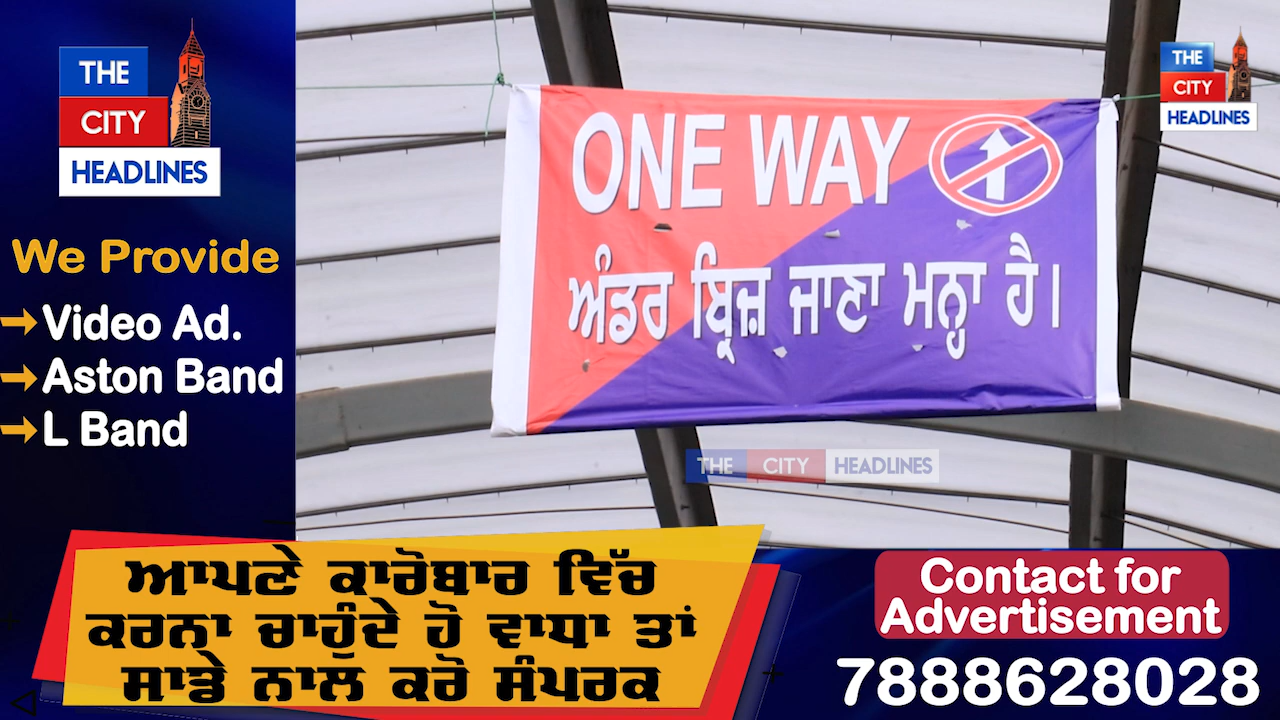 THE
CITY
HEADLINES
We Provide
Video Ad.
Aston Band
L Band
ONE WAY
ਅੰਡਰ ਬ੍ਰਿਜ਼ ਜਾਣਾ ਮਨ੍ਹਾ ਹੈ।
THE
CITY
HEADLINES
THE CITY HEADLINES
ਆਪਣੇ ਕਾਰੋਬਾਰ ਵਿੱਚ
ਕਰਨਾ ਚਾਹੁੰਦੇ ਹੋ ਵਾਧਾ ਤਾਂ
ਸਾਡੇ ਨਾਲ ਕਰੋ ਸੰਪਰਕ
Contact for
Advertisement
7888628028